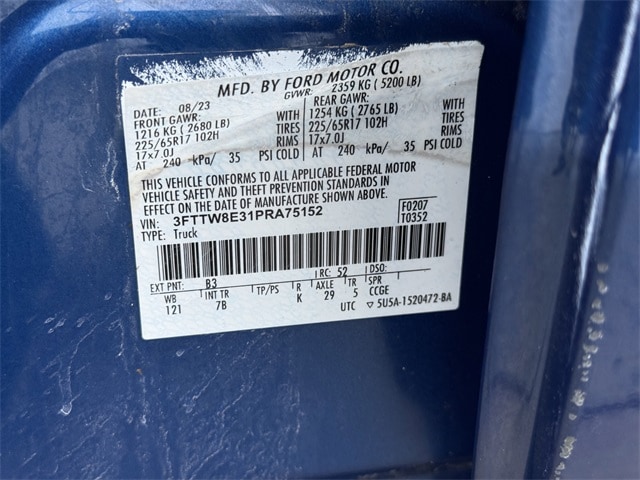 MFD. BY FORD MOTOR CO.
DATE: 08/23 GVWR: 2359 KG ( 5200 LB)
FRONT GAWR: REAR GAWR:
1216 KG ( 2680 LB) WITH 1254 KG ( 2765 LB) WITH
225/65R17 102H TIRES 225/65R17 102H TIRES
17x7.0J RIMS 17x7.0J RIMS
AT 240 kPa/ 35 PSI COLD AT 240 kPa/ 35 PSI COLD
THIS VEHICLE CONFORMS TO ALL APPLICABLE FEDERAL MOTOR
VEHICLE SAFETY AND THEFT PREVENTION STANDARDS IN
EFFECT ON THE DATE OF MANUFACTURE SHOWN ABOVE.
VIN: 3FTTW8E31PRA75152 F0207
TYPE: Truck T0352
EXT PNT: B3 RC: 52 DSO:
WB INT TR TP/PS R AXLE TR SPR
121 7B K 29 5 CCGE
UTC ▽ 5U5A-1520472-BA